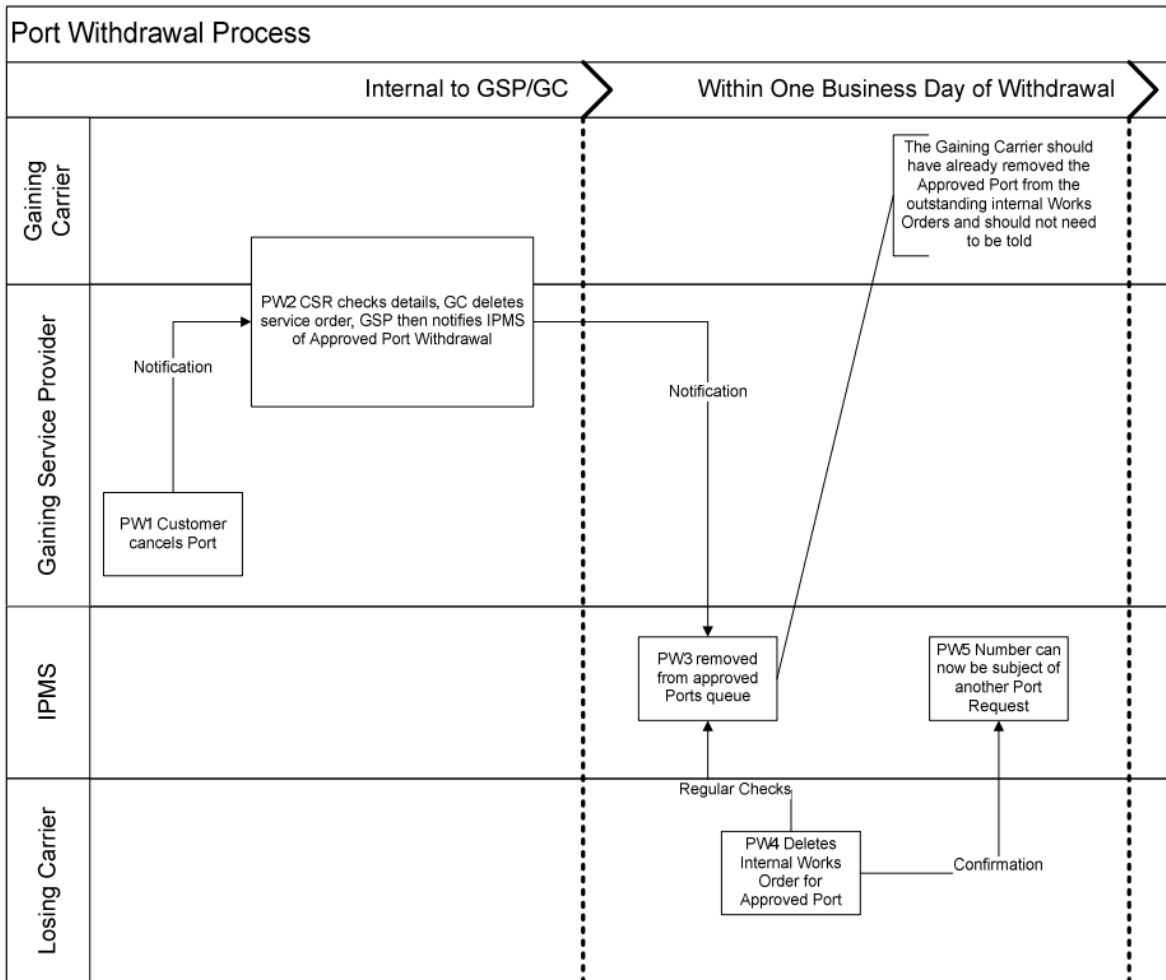 Port Withdrawal Process
Internal to GSP/GC
Within One Business Day of Withdrawal
Gaining
Carrier
The Gaining Carrier should
have already removed the
Approved Port from the
outstanding internal Works
Orders and should not need
to be told
Gaining Service Provider
PW2 CSR checks details, GC deletes
service order, GSP then notifies IPMS
of Approved Port Withdrawal
Notification
Notification
PW1 Customer
cancels Port
IPMS
PW3 removed
from approved
Ports queue
PW5 Number can
now be subject of
another Port
Request
Losing Carrier
Regular Checks
PW4 Deletes
Internal Works
Order for
Approved Port
Confirmation